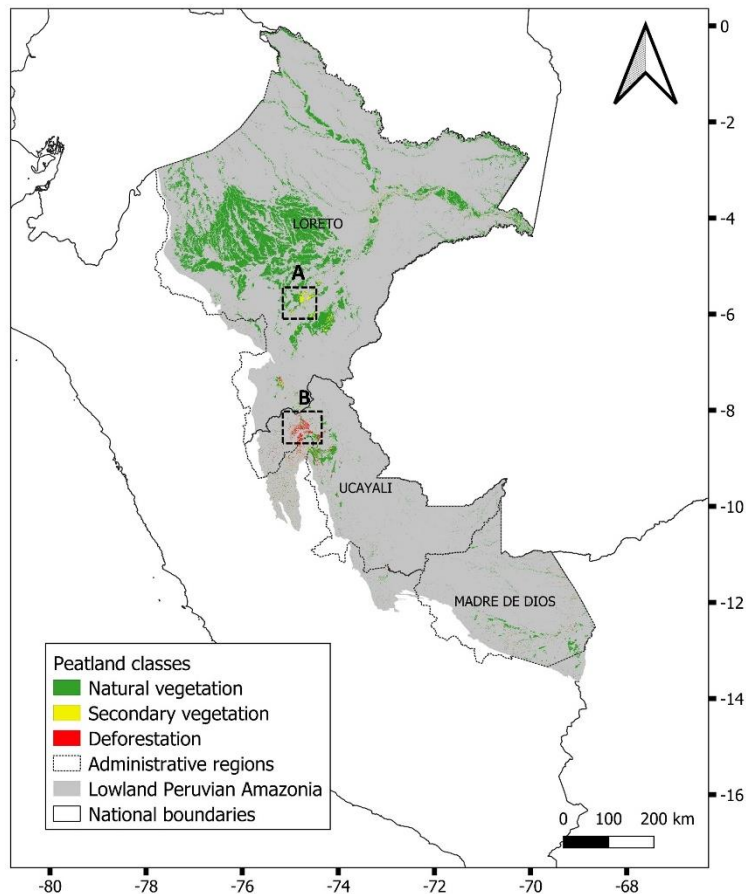 0
-2
-4
LORETO
A
-6
B
-8
UCAYALI
-10
MADRE DE DIOS
-12
Peatland classes
Natural vegetation
Secondary vegetation
Deforestation
Administrative regions
Lowland Peruvian Amazonia
National boundaries
-14
-16
0 100 200 km
-80 -78 -76 -74 -72 -70 -68